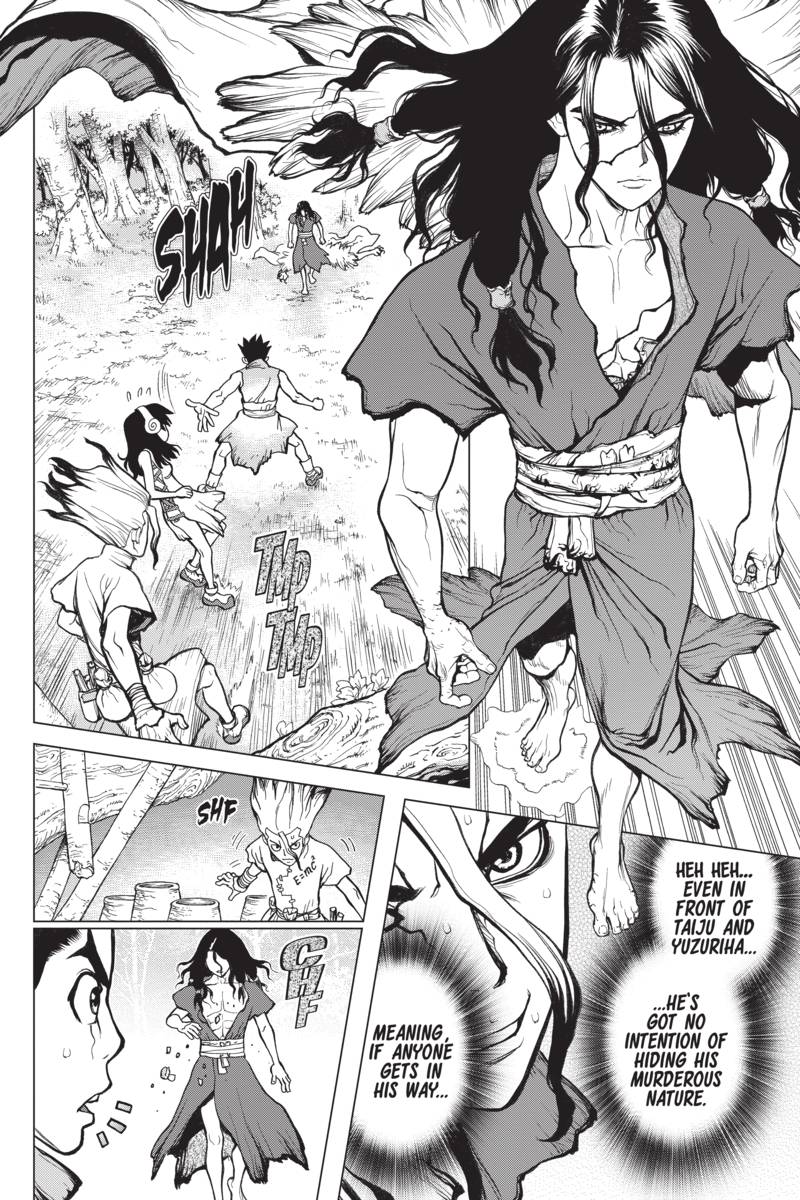 SHAH
TMP
TMP
SHF
E=mc²
HEH HEH...
EVEN IN
FRONT OF
TAIJU AND
YUZURIHA...
...HE'S
GOT NO
INTENTION OF
HIDING HIS
MURDEROUS
NATURE.
MEANING,
IF ANYONE
GETS IN
HIS WAY...
CHF